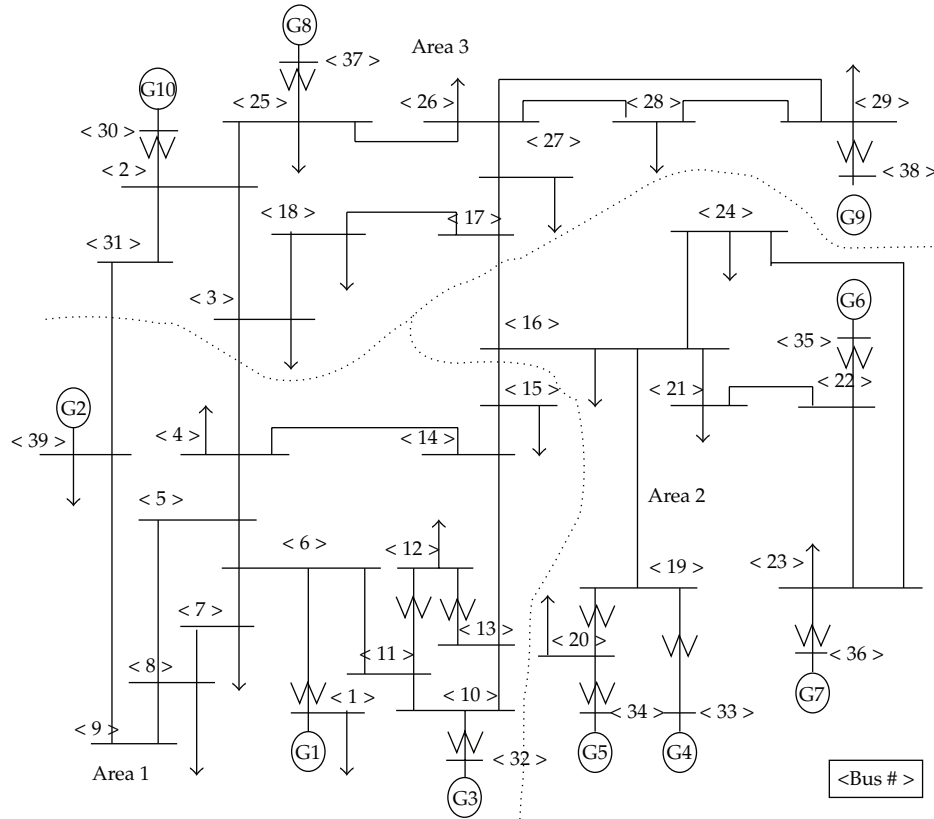 G8
< 37 >
Area 3
G10
< 25 >
< 26 >
< 28 >
< 29 >
< 30 >
< 27 >
< 2 >
< 38 >
< 18 >
< 17 >
< 24 >
G9
< 31 >
< 3 >
G6
< 16 >
< 35 >
< 15 >
< 21 >
< 22 >
G2
< 39 >
< 4 >
< 14 >
< 5 >
Area 2
< 6 >
< 12 >
< 19 >
< 23 >
< 7 >
< 13 >
< 20 >
< 8 >
< 11 >
< 36 >
< 1 >
< 10 >
G7
< 9 >
< 34 >
< 33 >
G1
G5
G4
< 32 >
Area 1
G3
<Bus # >